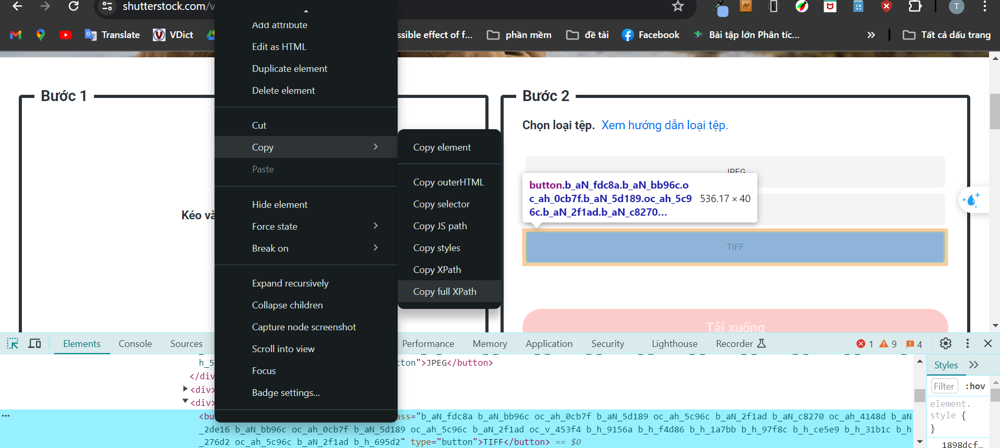 shutterstock.com/v
T
Translate
VDict
ssible effect of f...
phần mềm
đề tài
Facebook
Bài tập lớn Phân tíc...
Tất cả dấu trang
Add attribute
Edit as HTML
Duplicate element
Delete element
Cut
Copy
Paste
Hide element
Force state
Break on
Expand recursively
Collapse children
Capture node screenshot
Scroll into view
Focus
Badge settings...
Copy element
Copy outerHTML
Copy selector
Copy JS path
Copy styles
Copy XPath
Copy full XPath
Bước 1
Kéo và
Bước 2
Chọn loại tệp. Xem hướng dẫn loại tệp.
JPEG
button.b_aN_fdc8a.b_aN_bb96c.o
c_ah_0cb7f.b_aN_5d189.oc_ah_5c9
6c.b_aN_2f1ad.b_aN_c8270...
536.17 × 40
TIFF
Tải xuống
Elements Console Sources Performance Memory Application Security Lighthouse Recorder 1 9 4
h_5 tton">JPEG</button>
</div
<div>
<div>
<bu ass="b_aN_fdc8a b_aN_bb96c oc_ah_0cb7f b_aN_5d189 oc_ah_5c96c b_aN_2f1ad b_aN_c8270 oc_ah_4148d b_aN
_2de16 b_aN_bb96c oc_ah_0cb7f b_aN_5d189 oc_ah_5c96c b_aN_2f1ad oc_v_453f4 b_h_9156a b_h_f4d86 b_h_1a7bb b_h_97f8c b_h_ce5e9 b_h_31b1c b_h
_276d2 oc_ah_5c96c b_aN_2f1ad b_h_695d2" type="button">TIFF</button> == $0
Styles
Filter :hov
element.
style {
}
1898dcf...